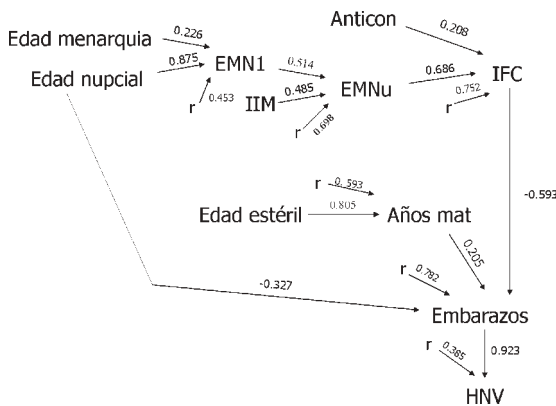 Anticon
Edad menarquia 0.226 0.208
Edad nupcial 0.875 EMN1 0.514 0.686 IFC
r 0.453 IIM 0.485 EMNu r 0.752
r 0.698
-0.593
r 0.593
Edad estéril 0.805 Años mat
0.205
-0.327 r 0.782
Embarazos
r 0.385 0.923
HNV